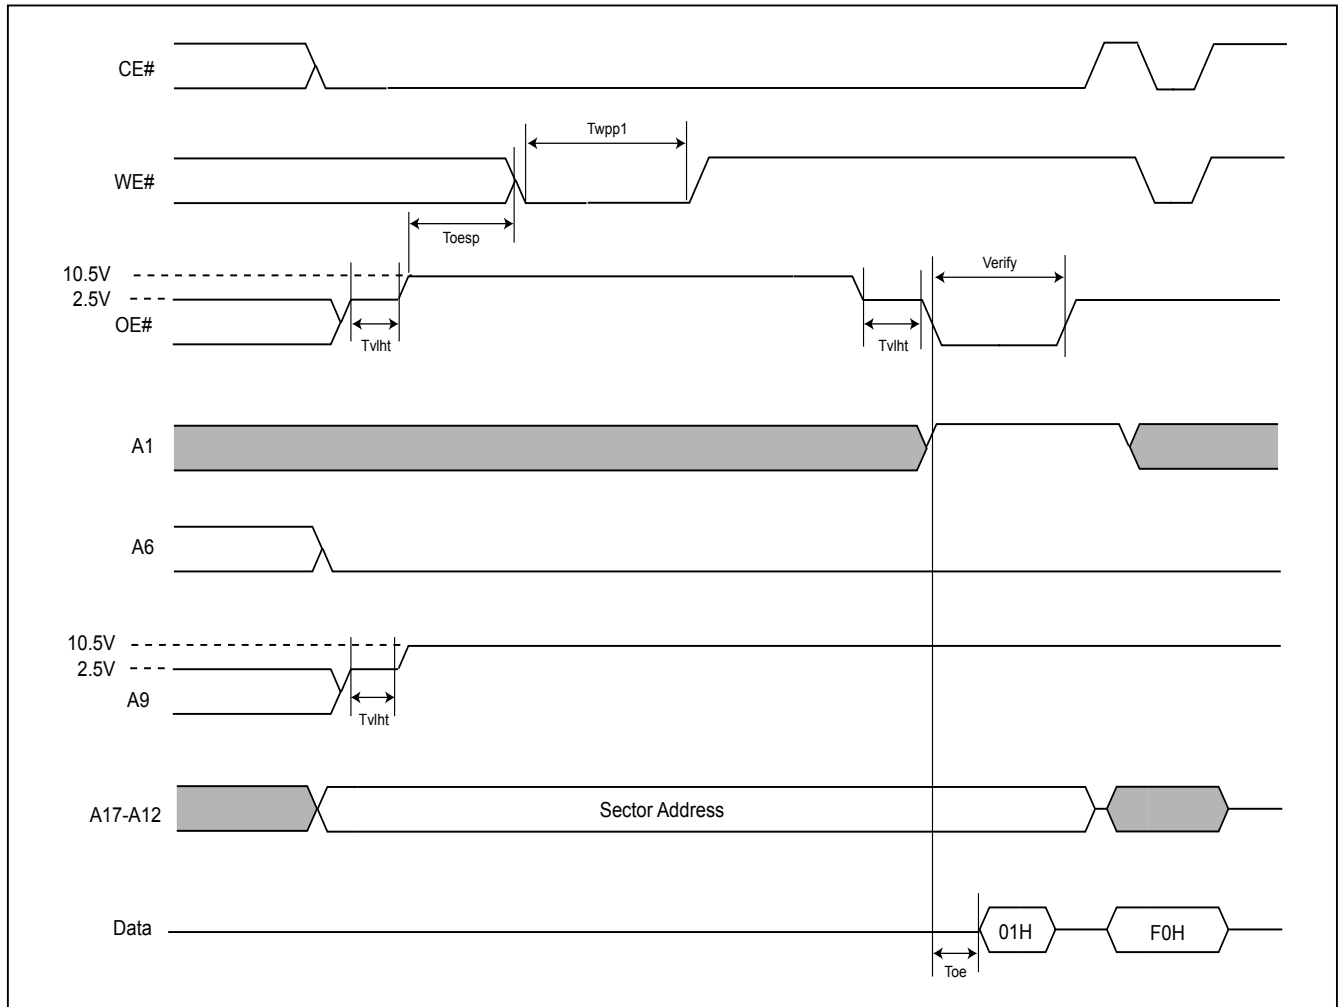 CE#
Twpp1
WE#
Toesp
10.5V
Verify
2.5V
OE#
Tvlht
Tvlht
A1
A6
10.5V
2.5V
A9
Tvlht
A17-A12
Sector Address
Data
01H
F0H
Toe